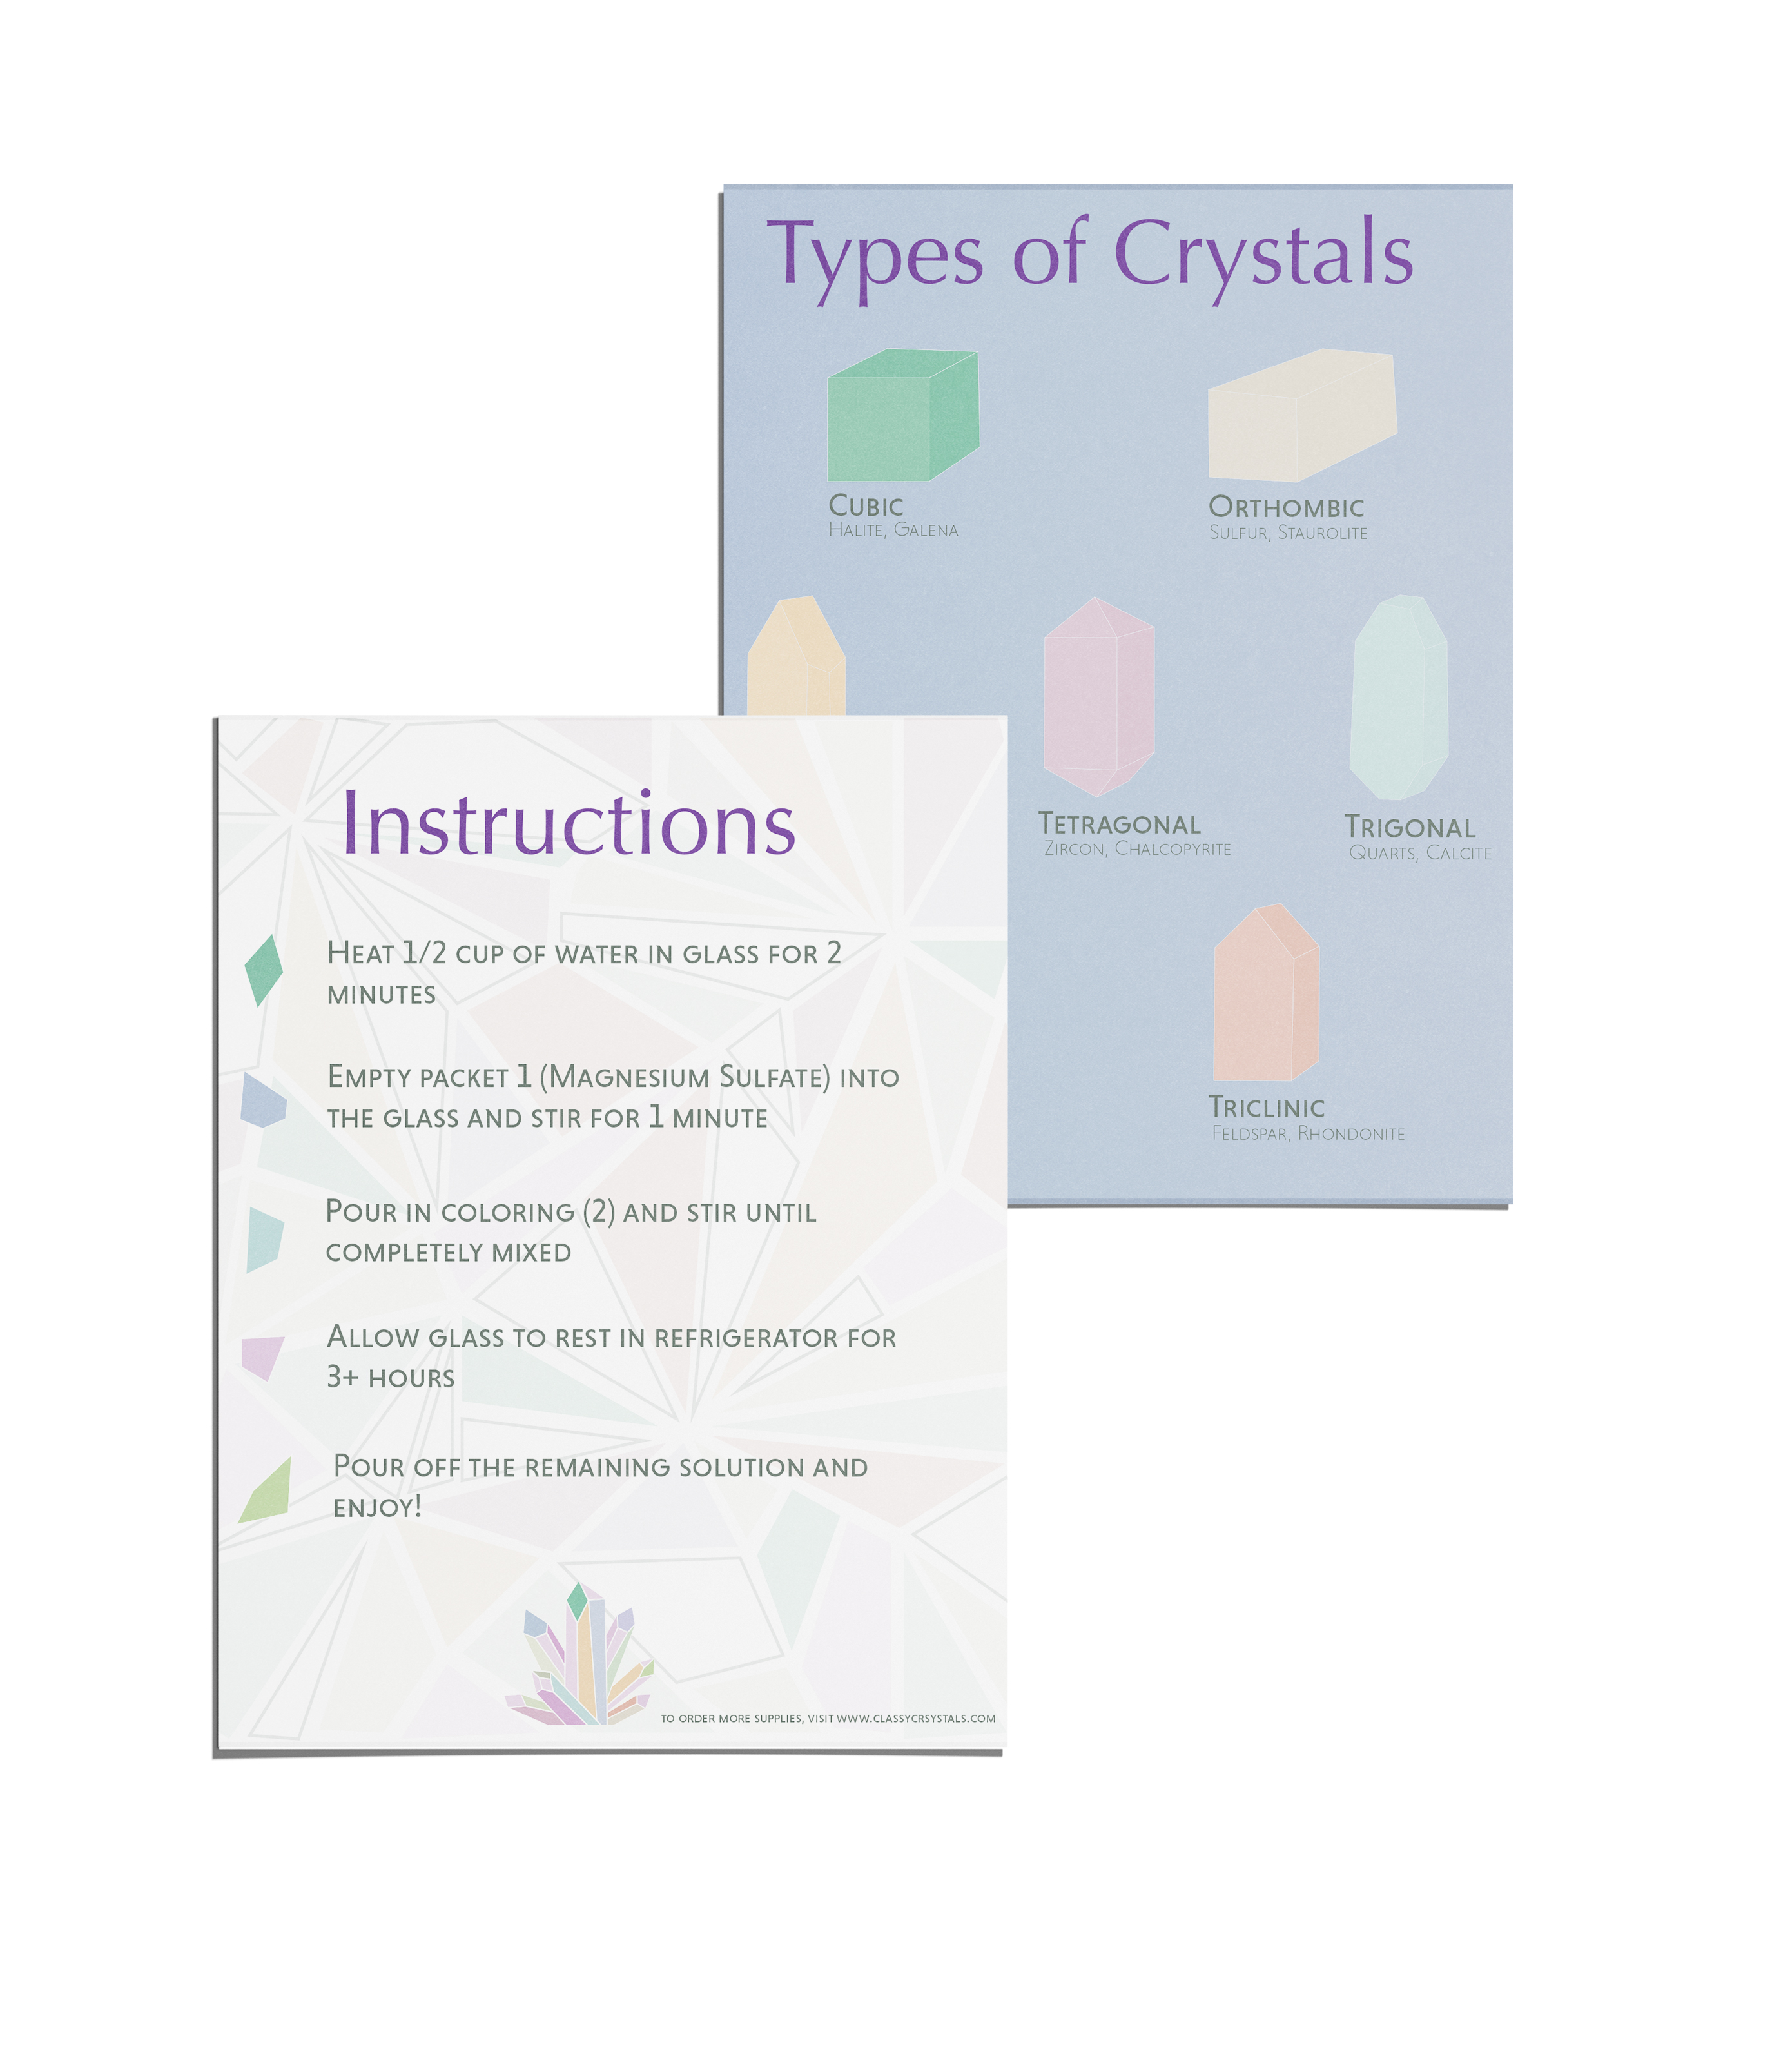 Types of Crystals
Cubic
Halite, Galena
Orthombic
Sulfur, Staurolite
Tetragonal
Zircon, Chalcopyrite
Trigonal
Quarts, Calcite
Triclinic
Feldspar, Rhondonite
Instructions
Heat 1/2 cup of water in glass for 2
minutes
Empty packet 1 (Magnesium Sulfate) into
the glass and stir for 1 minute
Pour in coloring (2) and stir until
completely mixed
Allow glass to rest in refrigerator for
3+ hours
Pour off the remaining solution and
enjoy!
to order more supplies, visit www.classycrsystals.com